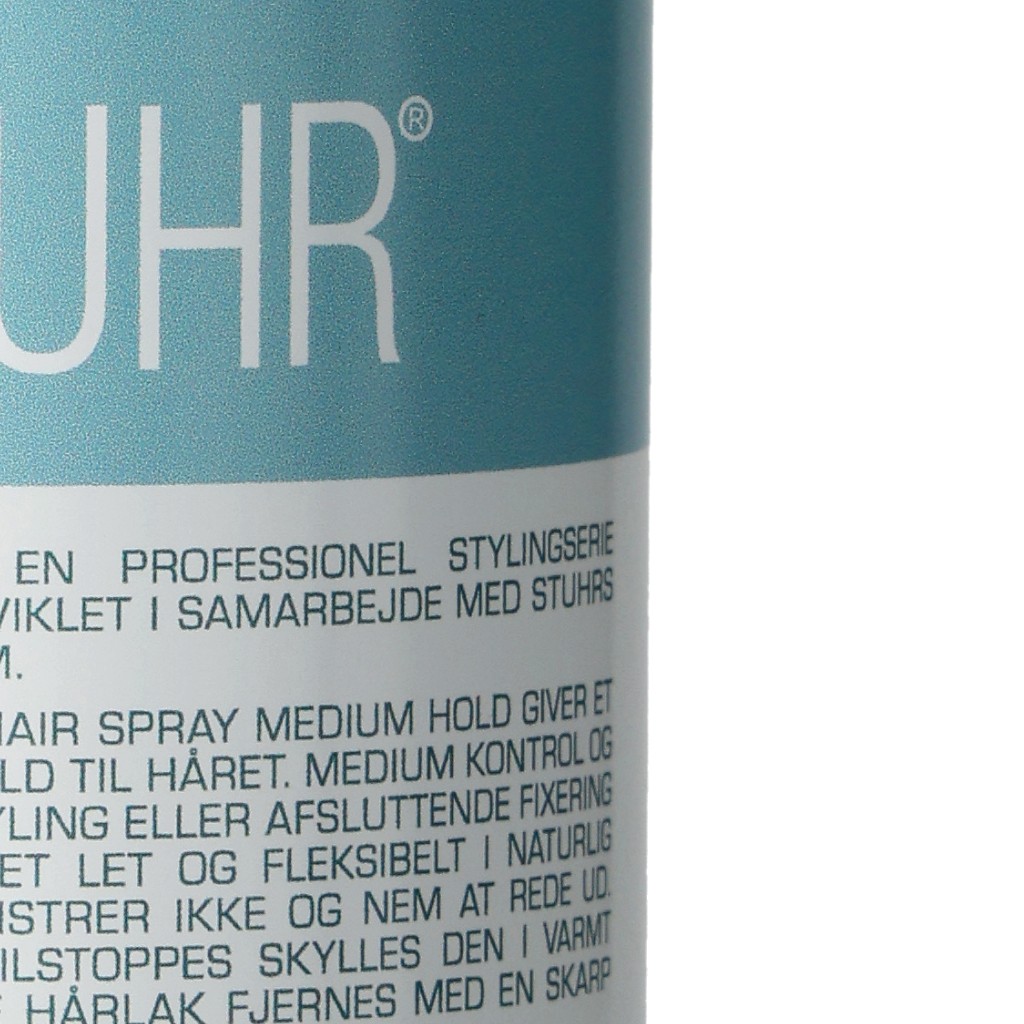 UHR®
EN PROFESSIONEL STYLINGSERIE
VIKLET I SAMARBEJDE MED STUHRS
M.
HAIR SPRAY MEDIUM HOLD GIVER ET
LD TIL HÅRET. MEDIUM KONTROL OG
YLING ELLER AFSLUTTENDE FIXERING
ET LET OG FLEKSIBELT I NATURLIG
ISTRER IKKE OG NEM AT REDE UD.
ILSTOPPES SKYLLES DEN I VARMT
E HÅRLAK FJERNES MED EN SKARP